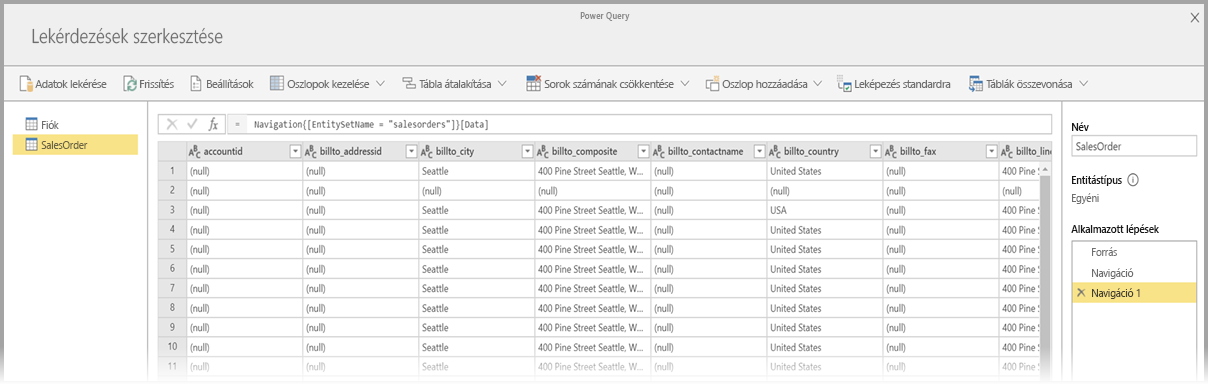 Power Query
Lekérdezések szerkesztése
Adatok lekérése Frissítés Beállítások Oszlopok kezelése Tábla átalakítása Sorok számának csökkentése Oszlop hozzáadása Leképezés standardra Táblák összevonása
Fiók
SalesOrder
fx = Navigation{[EntitySetName = "salesorders"]}[Data]
ABC accountid ABC billto_addressid ABC billto_city ABC billto_composite ABC billto_contactname ABC billto_country ABC billto_fax ABC billto_line
1 (null) (null) Seattle 400 Pine Street Seattle, W... (null) United States (null) 400 Pine S
2 (null) (null) (null) (null) (null) (null) (null) (null)
3 (null) (null) Seattle 400 Pine Street Seattle, W... (null) USA (null) 400 Pine S
4 (null) (null) Seattle 400 Pine Street Seattle, W... (null) United States (null) 400 Pine S
5 (null) (null) Seattle 400 Pine Street Seattle, W... (null) United States (null) 400 Pine S
6 (null) (null) Seattle 400 Pine Street Seattle, W... (null) United States (null) 400 Pine S
7 (null) (null) Seattle 400 Pine Street Seattle, W... (null) United States (null) 400 Pine S
8 (null) (null) Seattle 400 Pine Street Seattle, W... (null) United States (null) 400 Pine S
9 (null) (null) Seattle 400 Pine Street Seattle, W... (null) United States (null) 400 Pine S
10 (null) (null) Seattle 400 Pine Street Seattle, W... (null) United States (null) 400 Pine S
11 (null) (null) Seattle 400 Pine Street Seattle, W... (null) United States (null) 400 Pine S
Név
SalesOrder
Entitástípus
Egyéni
Alkalmazott lépések
Forrás
Navigáció
Navigáció 1